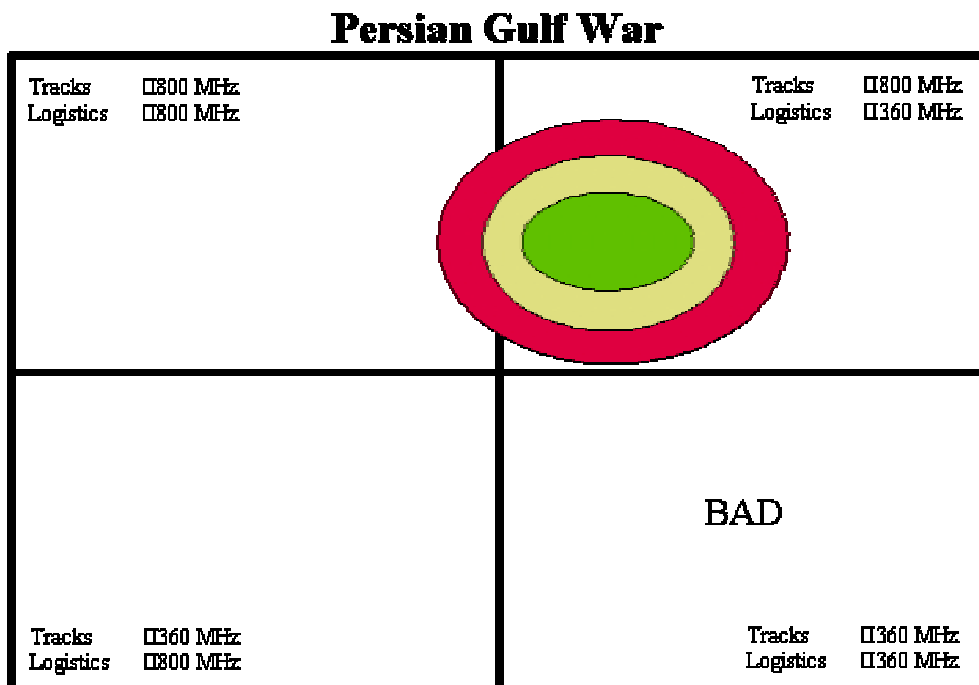 Persian Gulf War
Tracks □800 MHz
Logistics □800 MHz
Tracks □800 MHz
Logistics □360 MHz
BAD
Tracks □360 MHz
Logistics □800 MHz
Tracks □360 MHz
Logistics □360 MHz